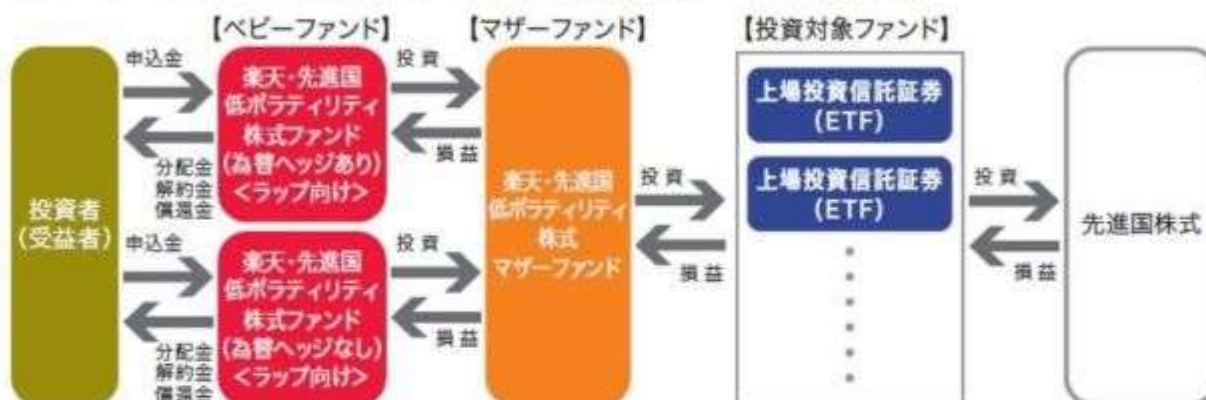 【ベビーファンド】
【マザーファンド】
【投資対象ファンド】
投資者
(受益者)
申込金
分配金
解約金
償還金
楽天・先進国
低ボラティリティ
株式ファンド
(為替ヘッジあり)
<ラップ向け>
投資
損益
申込金
分配金
解約金
償還金
楽天・先進国
低ボラティリティ
株式ファンド
(為替ヘッジなし)
<ラップ向け>
投資
損益
楽天・先進国
低ボラティリティ
株式
マザーファンド
投資
損益
上場投資信託証券
(ETF)
上場投資信託証券
(ETF)
投資
損益
先進国株式